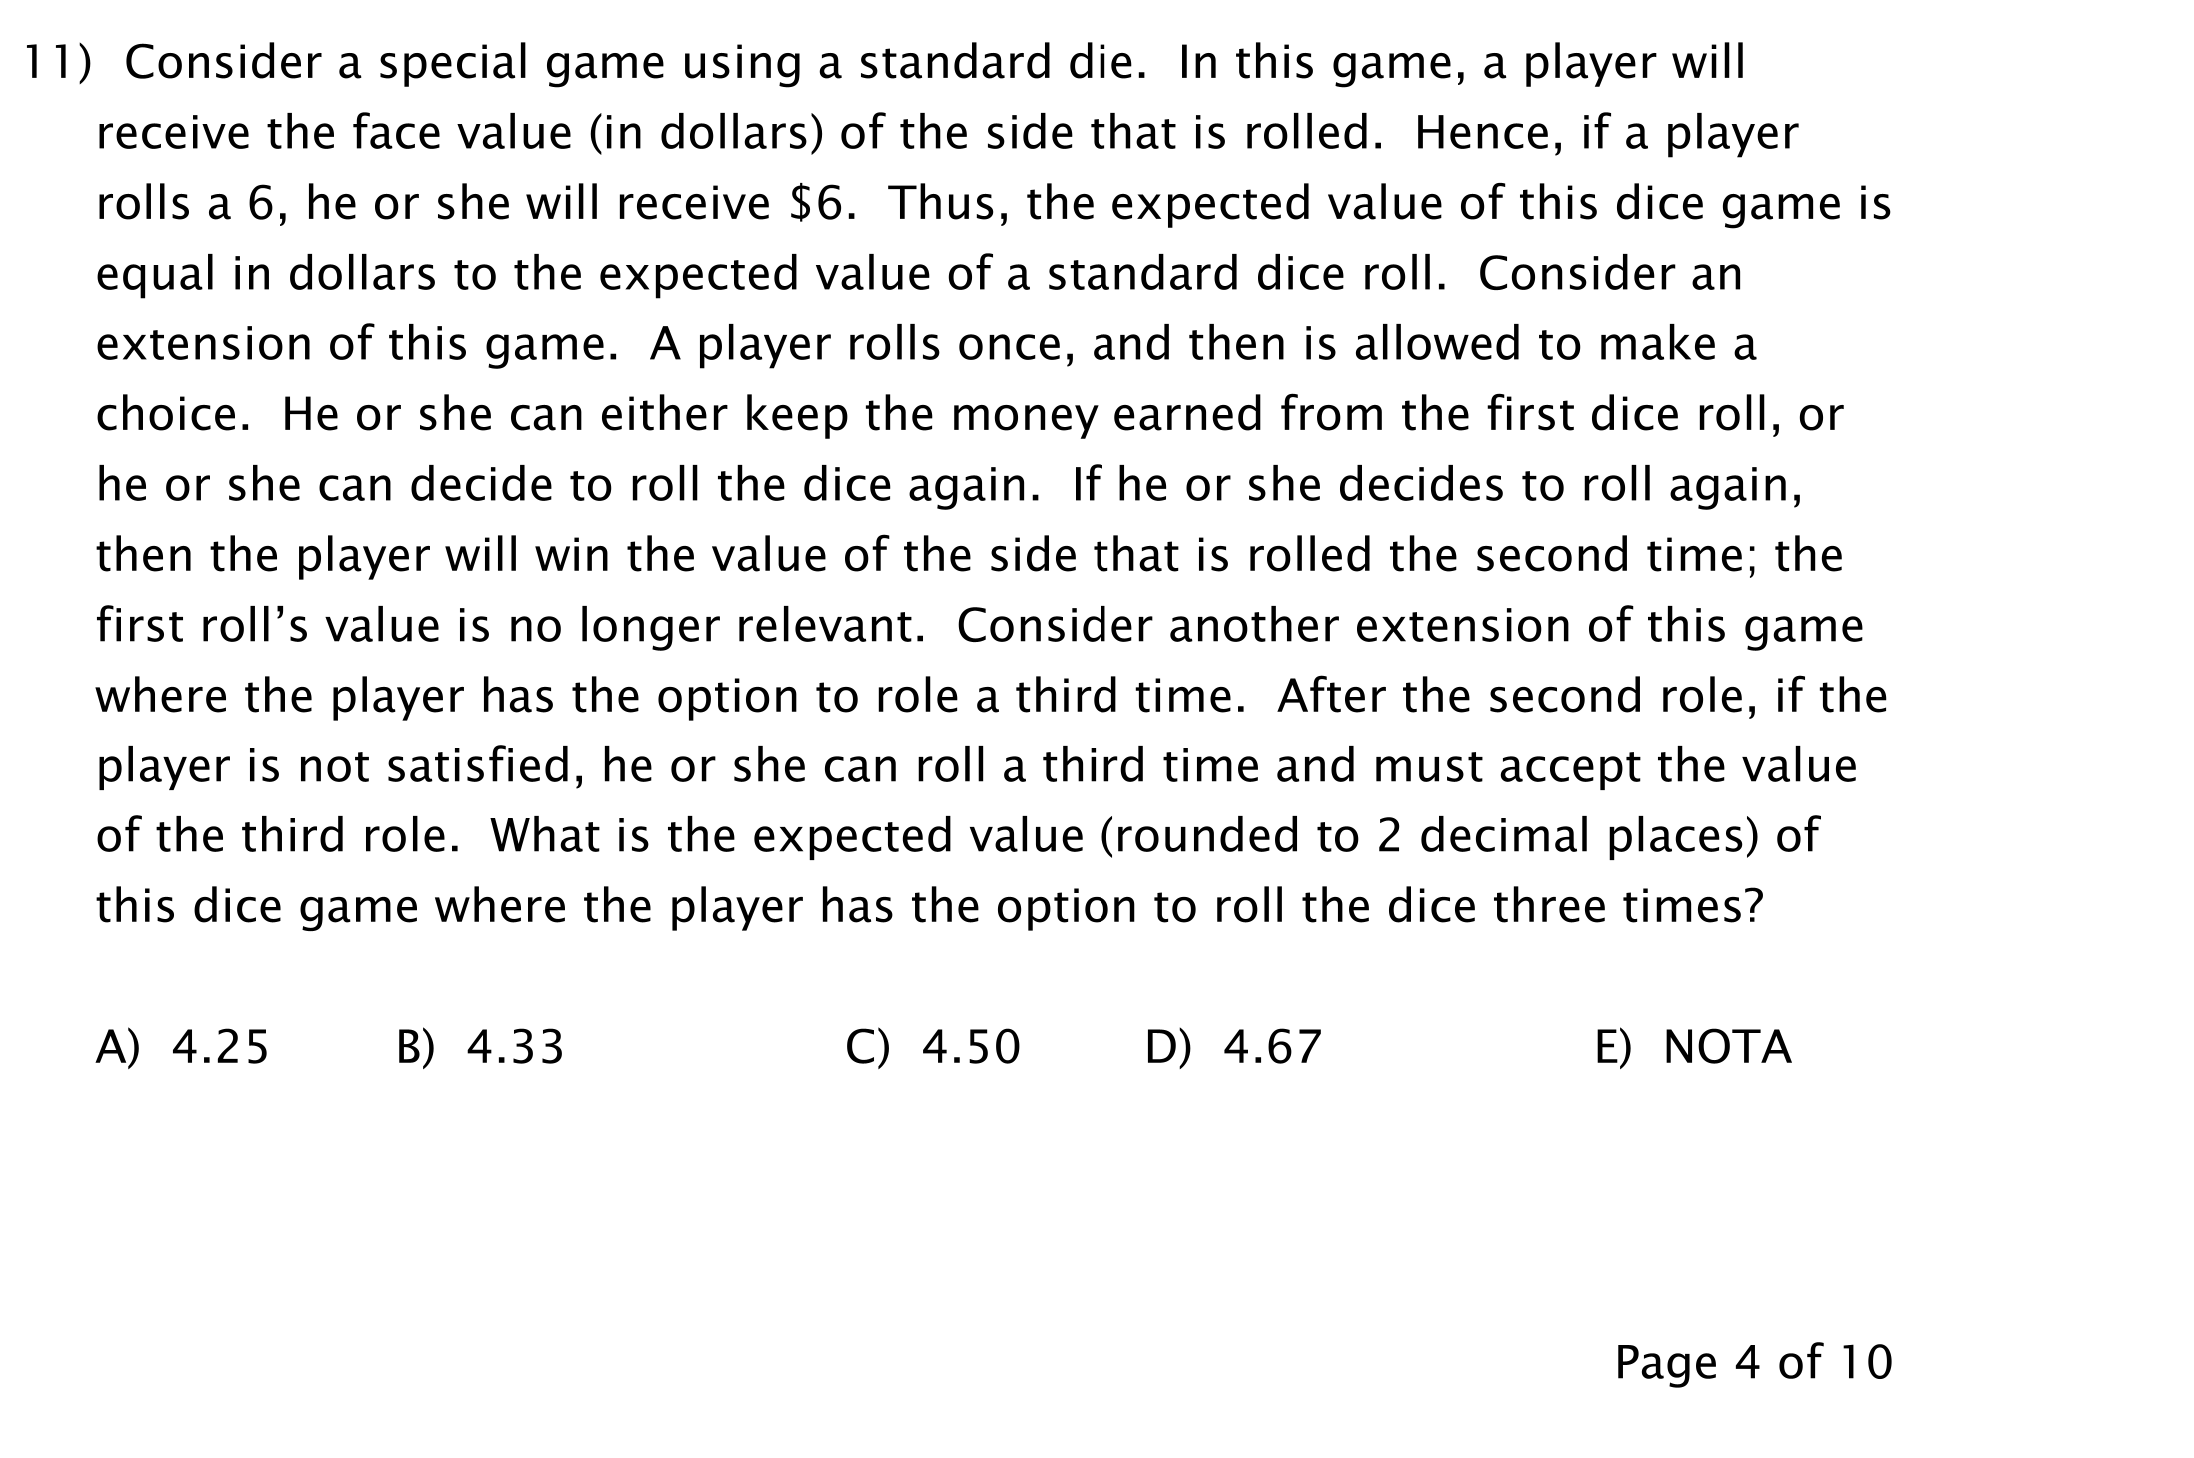 11) Consider a special game using a standard die. In this game, a player will
receive the face value (in dollars) of the side that is rolled. Hence, if a player
rolls a 6, he or she will receive $6. Thus, the expected value of this dice game is
equal in dollars to the expected value of a standard dice roll. Consider an
extension of this game. A player rolls once, and then is allowed to make a
choice. He or she can either keep the money earned from the first dice roll, or
he or she can decide to roll the dice again. If he or she decides to roll again,
then the player will win the value of the side that is rolled the second time; the
first roll’s value is no longer relevant. Consider another extension of this game
where the player has the option to role a third time. After the second role, if the
player is not satisfied, he or she can roll a third time and must accept the value
of the third role. What is the expected value (rounded to 2 decimal places) of
this dice game where the player has the option to roll the dice three times?
A) 4.25 B) 4.33 C) 4.50 D) 4.67 E) NOTA
Page 4 of 10